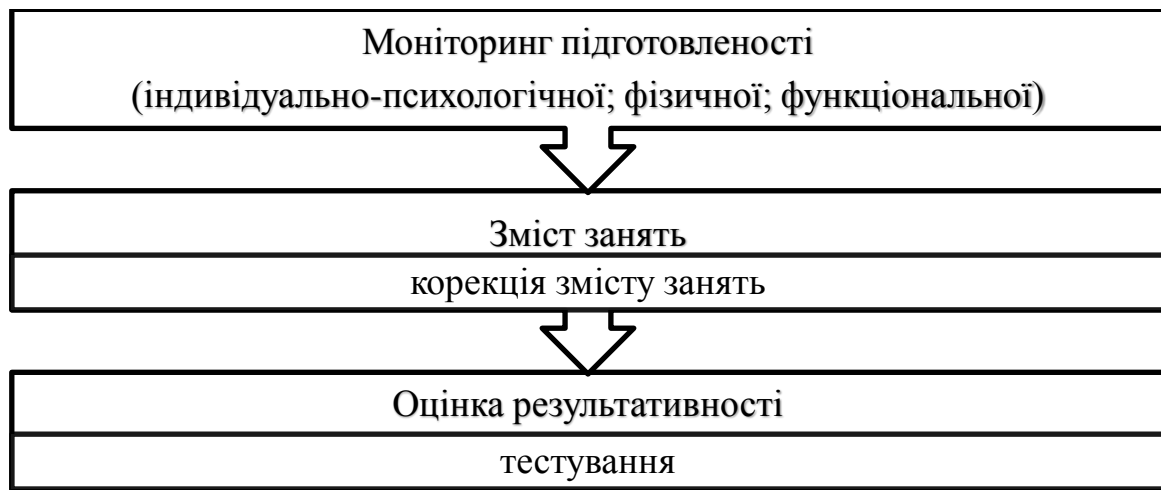 Моніторинг підготовленості
(індивідуально-психологічної; фізичної; функціональної)
Зміст занять
корекція змісту занять
Оцінка результативності
тестування